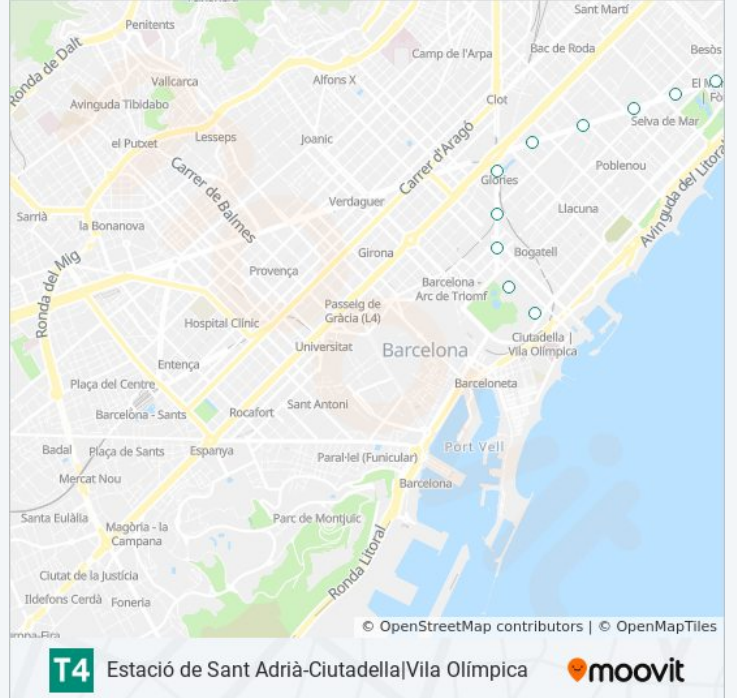 Sant Martí
Penitents
Ronda de Dalt
Camp de l'Arpa
Bac de Roda
Besòs
Vallcarca
Alfons X
Avinguda Tibidabo
Clot
Selva de Mar
el Putxet
Lesseps
Joanic
Carrer d'Aragó
Poblenou
Carrer de Balmes
Glòries
Avinguda del Litoral
Verdaguer
Llacuna
Sarrià
la Bonanova
Girona
Bogatell
Ronda del Mig
Provença
Barcelona -
Arc de Triomf
Passeig de
Gràcia (L4)
Hospital Clínic
Universitat
Barcelona
Ciutadella |
Vila Olímpica
Entença
Plaça del Centre
Barceloneta
Barcelona - Sants
Rocafort
Sant Antoni
Badal
Plaça de Sants
Espanya
Paral·lel (Funicular)
Port Vell
Mercat Nou
Barcelona
Santa Eulàlia
Magòria - la
Campana
Parc de Montjuïc
Ronda Litoral
Ciutat de la Justícia
Ildefons Cerdà
Foneria
© OpenStreetMap contributors | © OpenMapTiles
T4 Estació de Sant Adrià-Ciutadella|Vila Olímpica
moovit